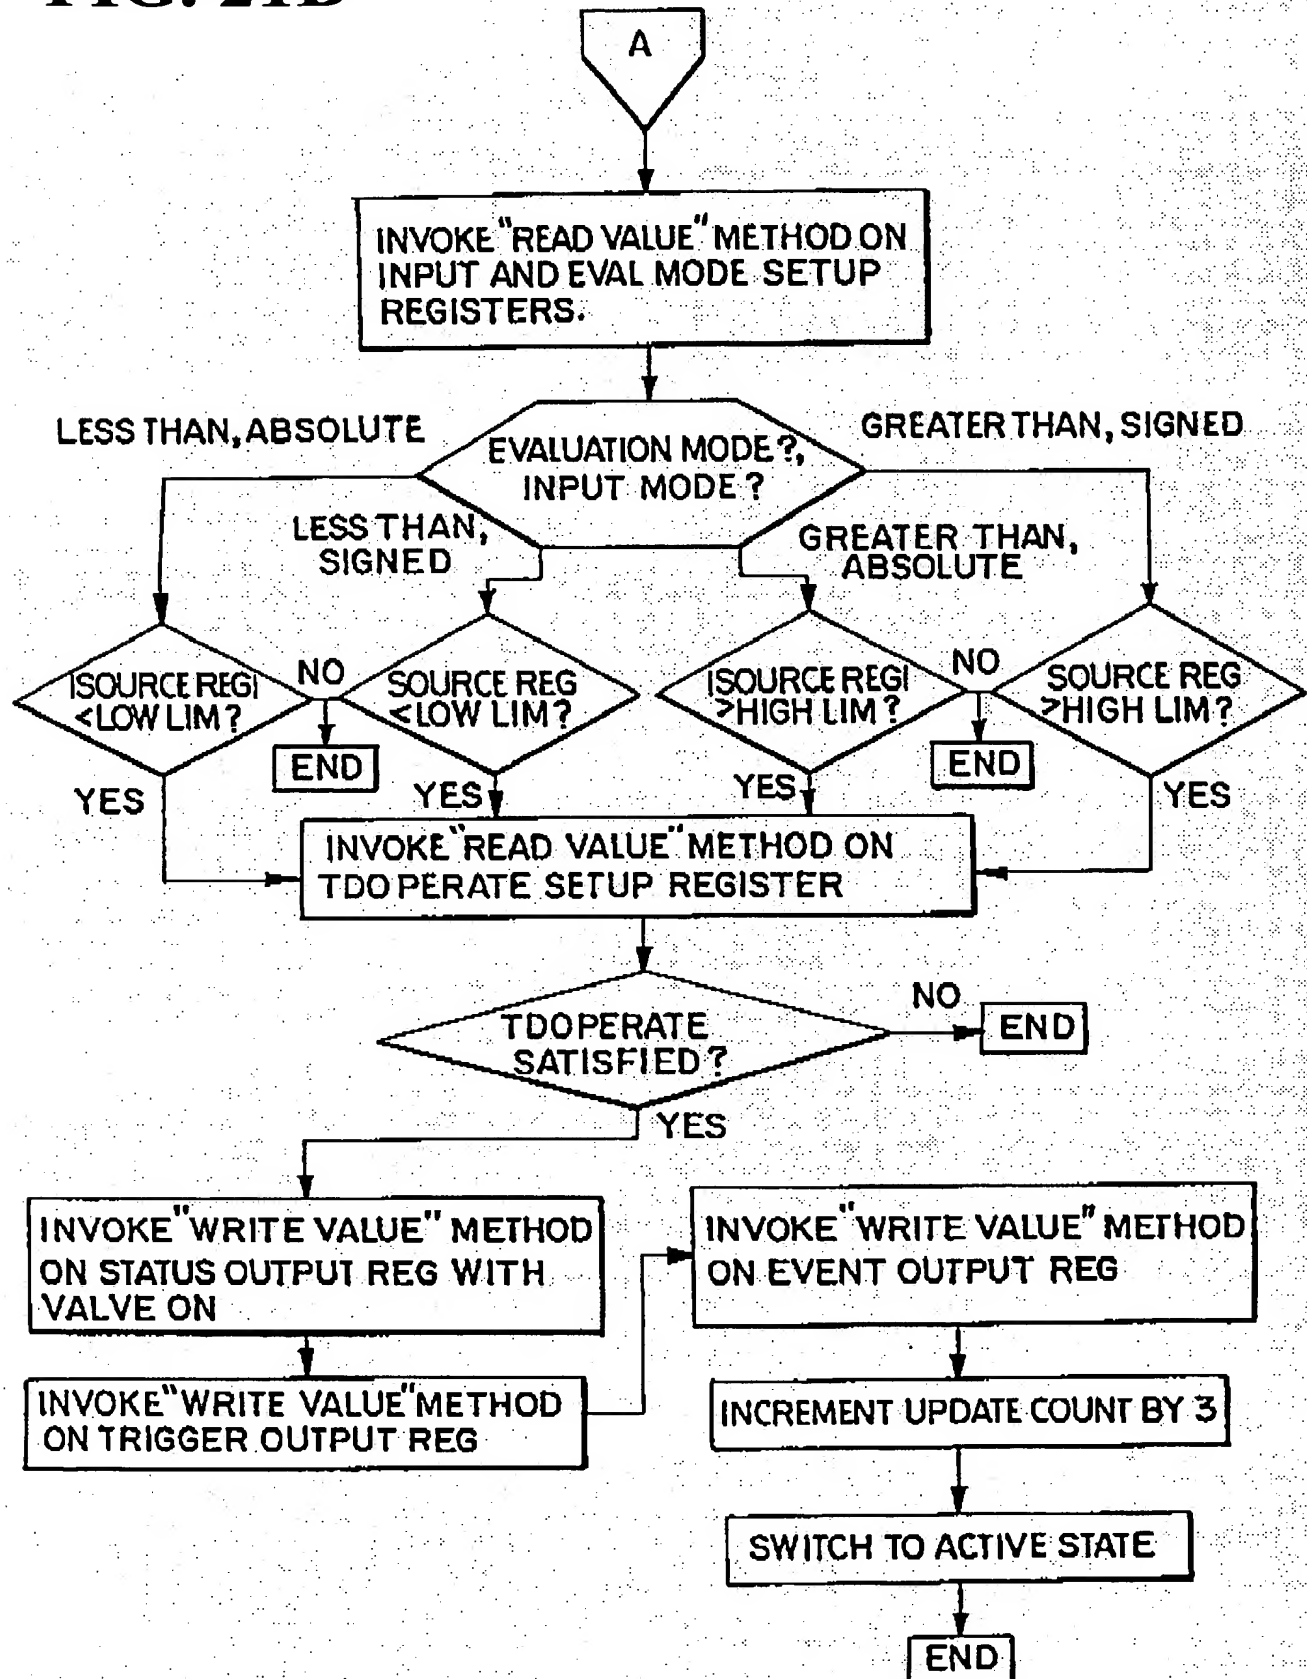 A
INVOKE "READ VALUE" METHOD ON
INPUT AND EVAL MODE SETUP
REGISTERS.
LESS THAN, ABSOLUTE
EVALUATION MODE?,
INPUT MODE?
GREATER THAN, SIGNED
LESS THAN,
SIGNED
GREATER THAN,
ABSOLUTE
|SOURCE REG|
<LOW LIM?
NO
SOURCE REG
<LOW LIM?
|SOURCE REG|
>HIGH LIM?
NO
SOURCE REG
>HIGH LIM?
END
END
YES
YES
YES
YES
INVOKE "READ VALUE" METHOD ON
TDOPERATE SETUP REGISTER
TDOPERATE
SATISFIED?
NO
END
YES
INVOKE "WRITE VALUE" METHOD
ON STATUS OUTPUT REG WITH
VALVE ON
INVOKE "WRITE VALUE" METHOD
ON TRIGGER OUTPUT REG
INVOKE "WRITE VALUE" METHOD
ON EVENT OUTPUT REG
INCREMENT UPDATE COUNT BY 3
SWITCH TO ACTIVE STATE
END